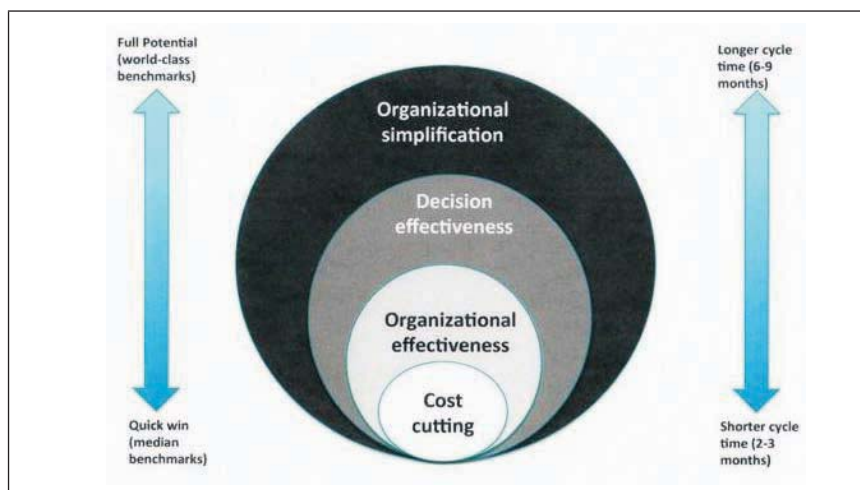 Full Potential
(world-class
benchmarks)
Longer cycle
time (6-9
months)
Organizational
simplification
Decision
effectiveness
Organizational
effectiveness
Cost
cutting
Quick win
(median
benchmarks)
Shorter cycle
time (2-3
months)